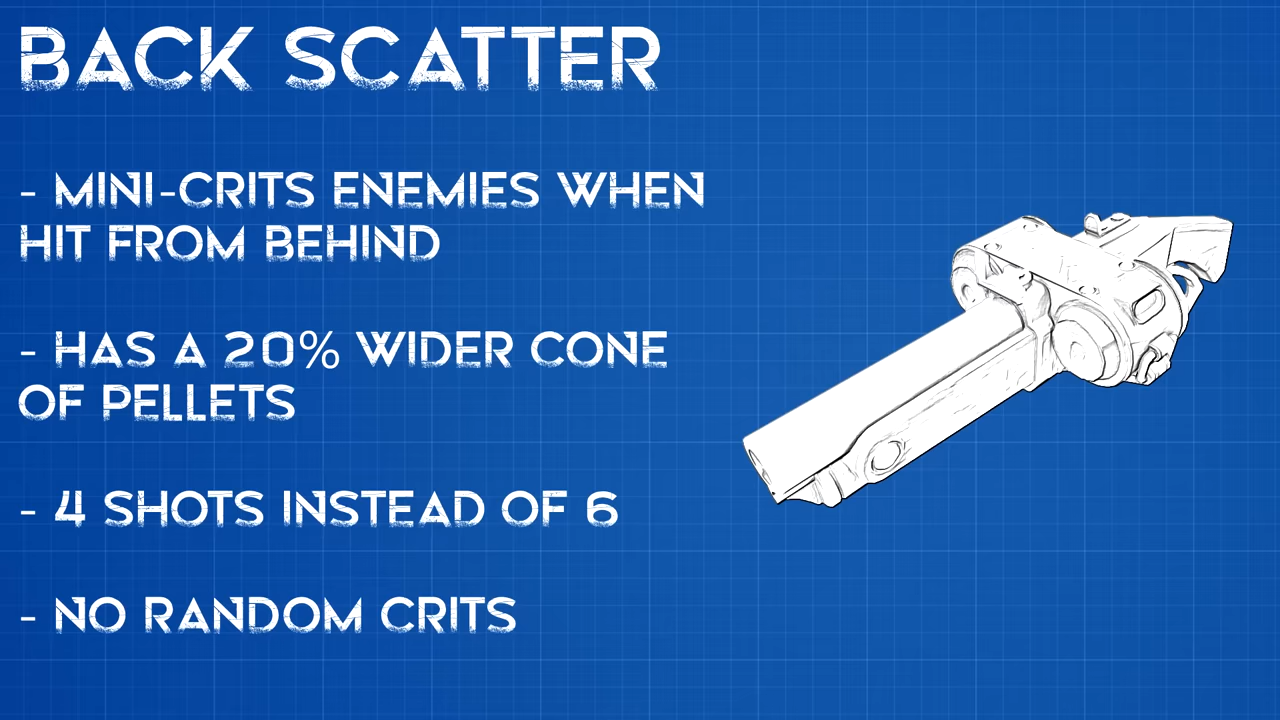 BACK SCATTER
- MINI-CRITS ENEMIES WHEN
HIT FROM BEHIND
- HAS A 20% WIDER CONE
OF PELLETS
- 4 SHOTS INSTEAD OF 6
- NO RANDOM CRITS